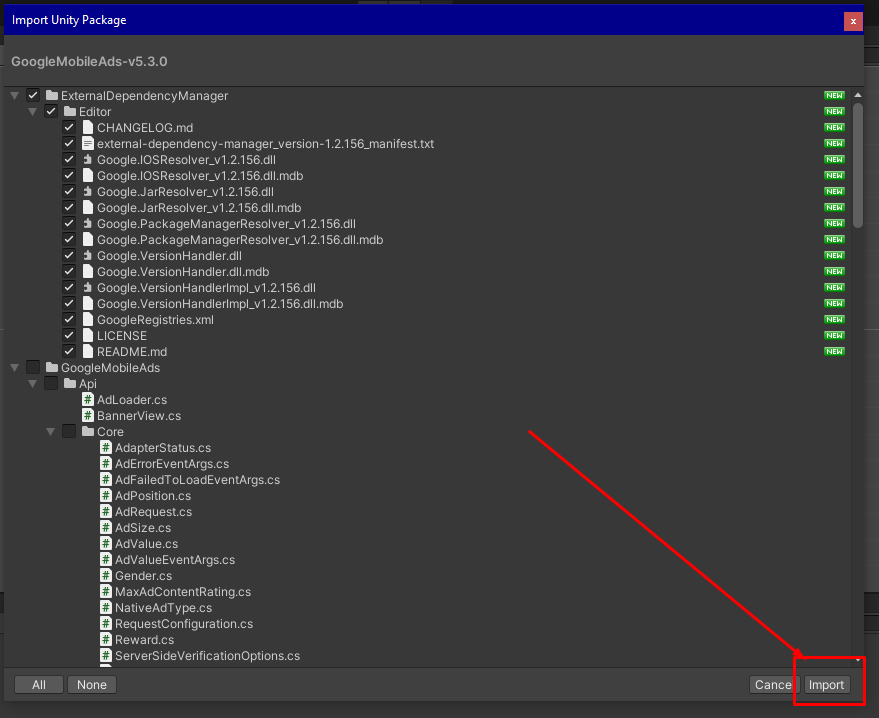 Import Unity Package
x
GoogleMobileAds-v5.3.0
ExternalDependencyManager NEW
Editor NEW
CHANGELOG.md NEW
external-dependency-manager_version-1.2.156_manifest.txt NEW
Google.IOSResolver_v1.2.156.dll NEW
Google.IOSResolver_v1.2.156.dll.mdb NEW
Google.JarResolver_v1.2.156.dll NEW
Google.JarResolver_v1.2.156.dll.mdb NEW
Google.PackageManagerResolver_v1.2.156.dll NEW
Google.PackageManagerResolver_v1.2.156.dll.mdb NEW
Google.VersionHandler.dll NEW
Google.VersionHandler.dll.mdb NEW
Google.VersionHandlerImpl_v1.2.156.dll NEW
Google.VersionHandlerImpl_v1.2.156.dll.mdb NEW
GoogleRegistries.xml NEW
LICENSE NEW
README.md NEW
GoogleMobileAds
Api
# AdLoader.cs
# BannerView.cs
Core
# AdapterStatus.cs
# AdErrorEventArgs.cs
# AdFailedToLoadEventArgs.cs
# AdPosition.cs
# AdRequest.cs
# AdSize.cs
# AdValue.cs
# AdValueEventArgs.cs
# Gender.cs
# MaxAdContentRating.cs
# NativeAdType.cs
# RequestConfiguration.cs
# Reward.cs
# ServerSideVerificationOptions.cs
All None Cance Import